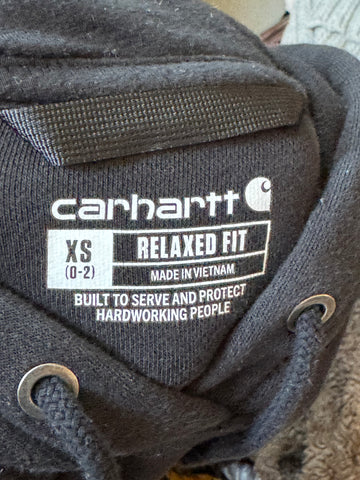 carhartt
XS
(0-2)
RELAXED FIT
MADE IN VIETNAM
BUILT TO SERVE AND PROTECT
HARDWORKING PEOPLE